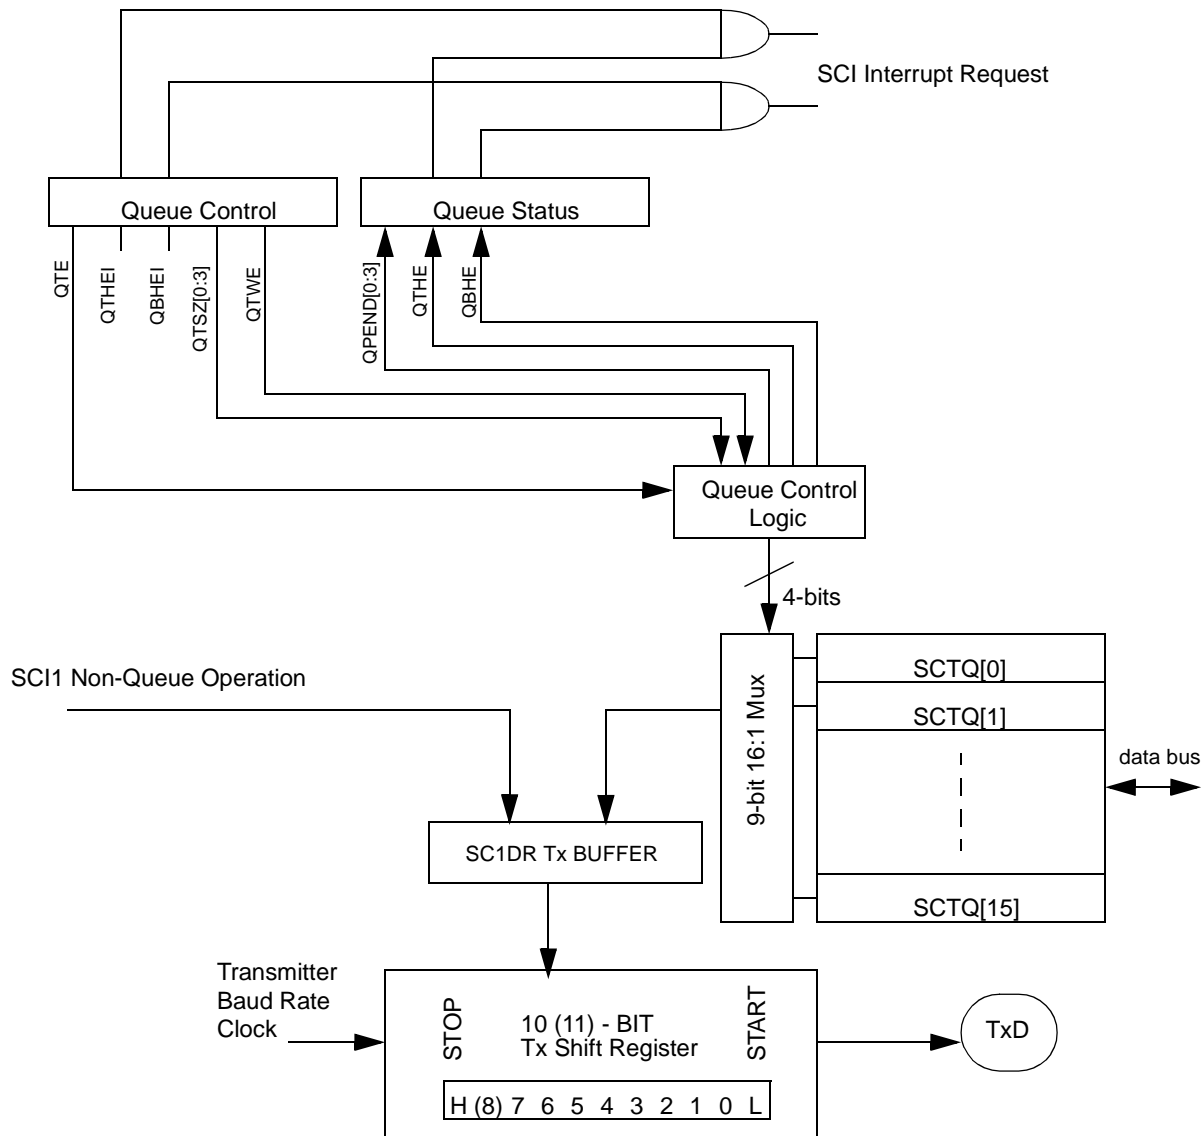 SCI Interrupt Request
Queue Control
Queue Status
QTE
QTHEI
QBHEI
QTSZ[0:3]
QTWE
QPEND[0:3]
QTHE
QBHE
Queue Control
Logic
4-bits
SCI1 Non-Queue Operation
9-bit 16:1 Mux
SCTQ[0]
SCTQ[1]
SCTQ[15]
data bus
SC1DR Tx BUFFER
Transmitter
Baud Rate
Clock
STOP
10 (11) - BIT
Tx Shift Register
START
H (8) 7 6 5 4 3 2 1 0 L
TxD